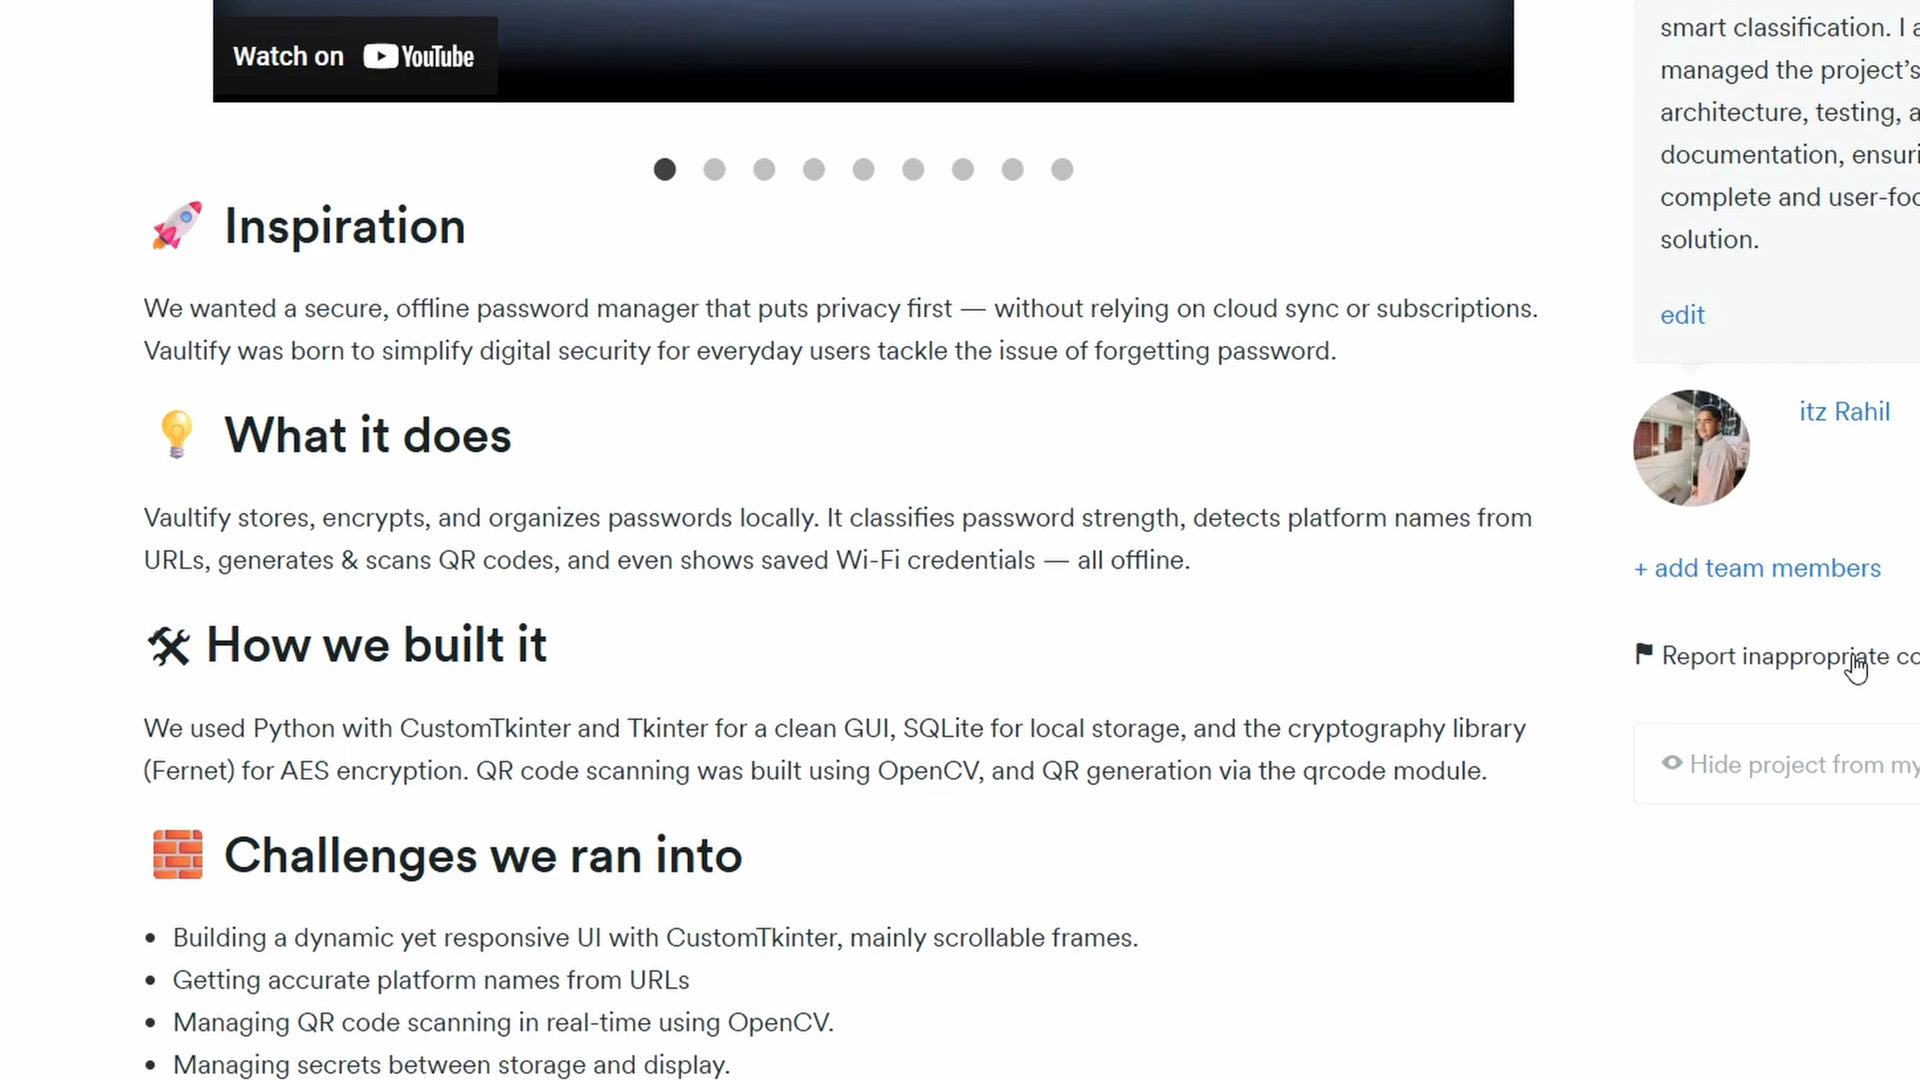 Watch on YouTube
Inspiration
We wanted a secure, offline password manager that puts privacy first — without relying on cloud sync or subscriptions.
Vaultify was born to simplify digital security for everyday users tackle the issue of forgetting password.
What it does
Vaultify stores, encrypts, and organizes passwords locally. It classifies password strength, detects platform names from
URLs, generates & scans QR codes, and even shows saved Wi-Fi credentials — all offline.
How we built it
We used Python with CustomTkinter and Tkinter for a clean GUI, SQLite for local storage, and the cryptography library
(Fernet) for AES encryption. QR code scanning was built using OpenCV, and QR generation via the qrcode module.
Challenges we ran into
• Building a dynamic yet responsive UI with CustomTkinter, mainly scrollable frames.
• Getting accurate platform names from URLs
• Managing QR code scanning in real-time using OpenCV.
• Managing secrets between storage and display.
smart classification. I a
managed the project's
architecture, testing, a
documentation, ensuri
complete and user-foc
solution.
edit
itz Rahil
+ add team members
Report inappropriate co
Hide project from my